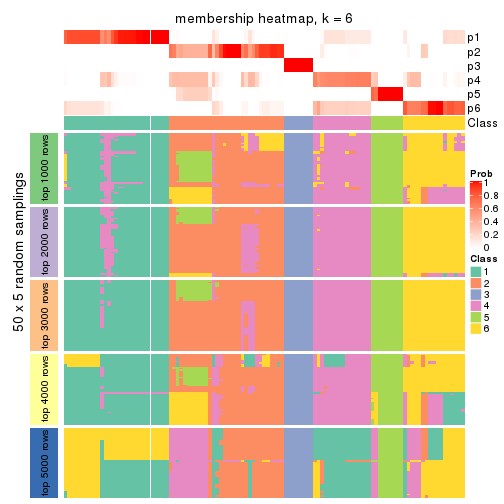 membership heatmap, k = 6
p1
p2
p3
p4
p5
p6
Class
50 x 5 random samplings
top 1000 rows
top 2000 rows
top 3000 rows
top 4000 rows
top 5000 rows
Prob
1
0.8
0.6
0.4
0.2
0
Class
1
2
3
4
5
6